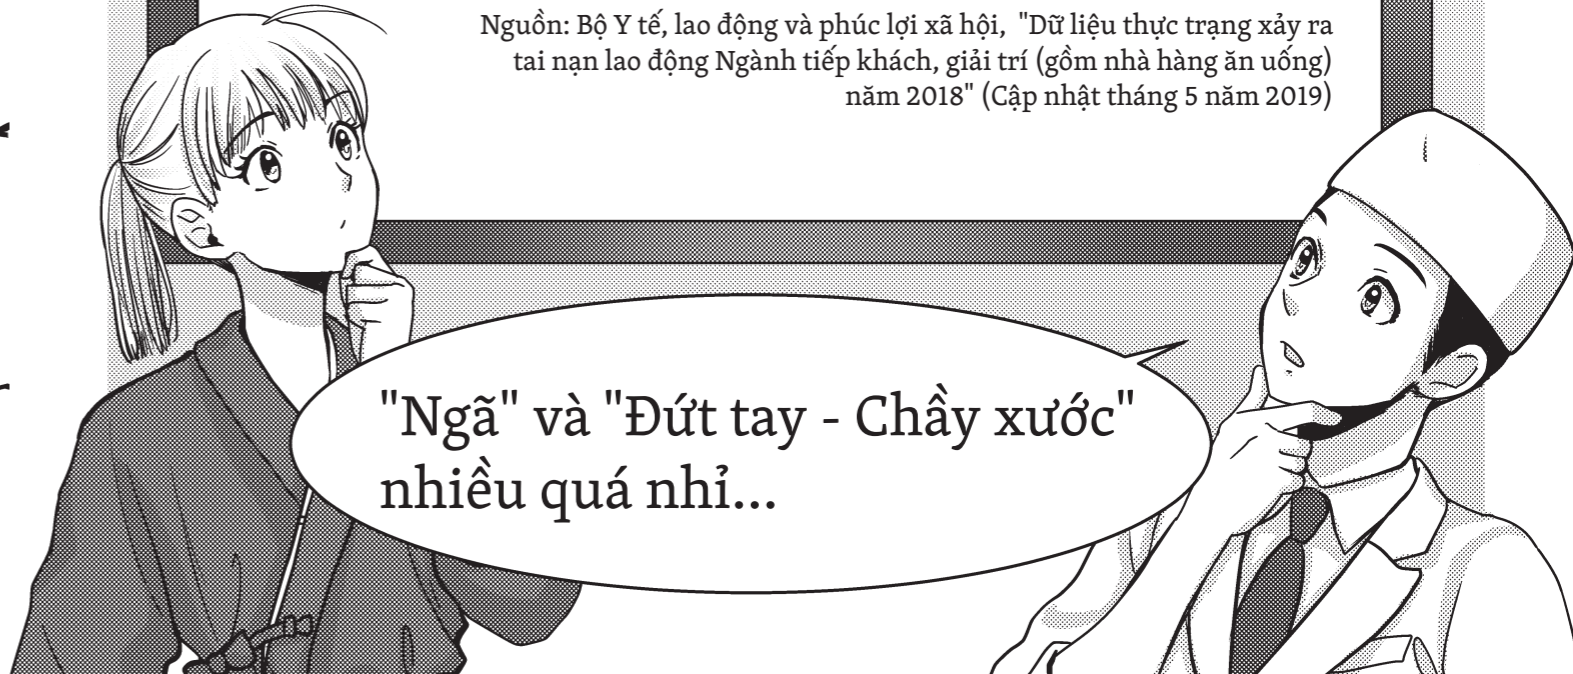 Nguồn: Bộ Y tế, lao động và phúc lợi xã hội, "Dữ liệu thực trạng xảy ra
tai nạn lao động Ngành tiếp khách, giải trí (gồm nhà hàng ăn uống)
năm 2018" (Cập nhật tháng 5 năm 2019)
"Ngã" và "Đứt tay - Chầy xước"
nhiều quá nhỉ...